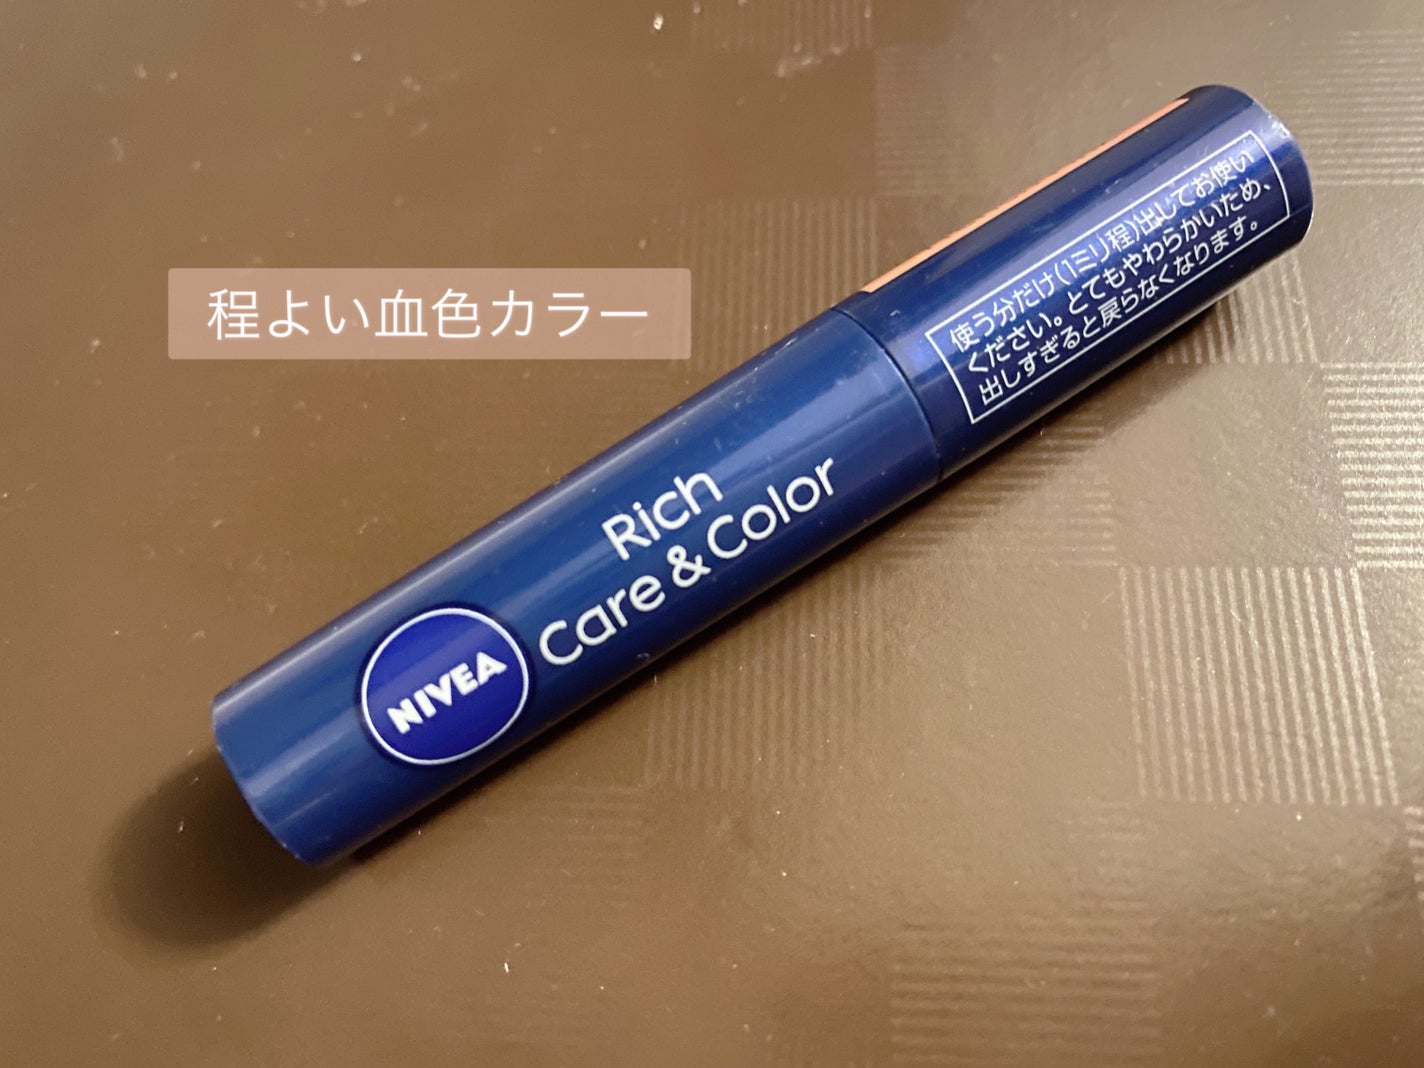 程よい血色カラー
使う分だけ(1ミリ程)出してお使い
ください。とてもやわらかいため、
出しすぎると戻らなくなります。
Rich
Care & Color
NIVEA